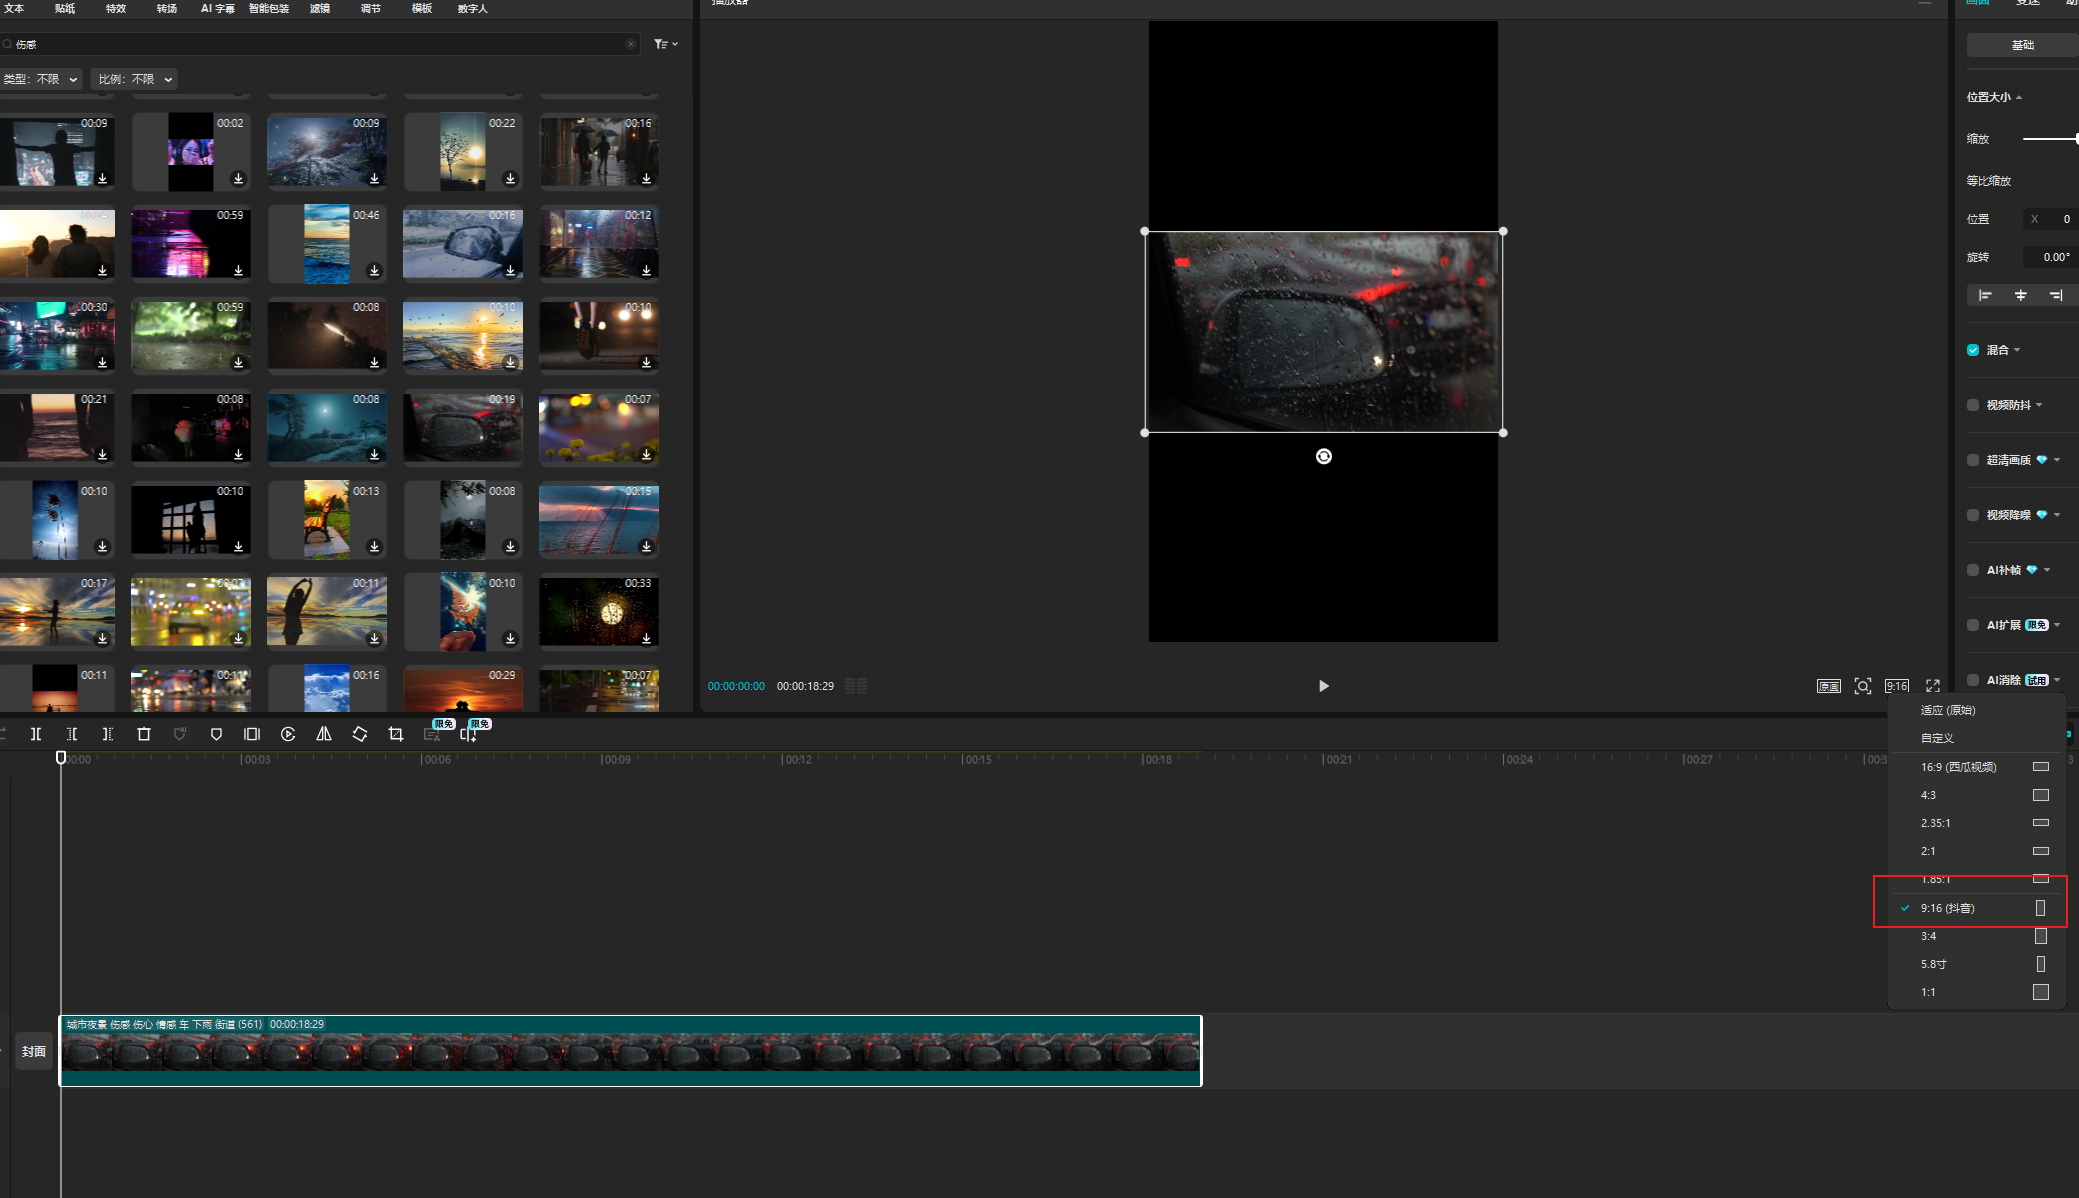 文本 贴纸 特效 转场 AI 字幕 智能包装 滤镜 调节 模板 数字人
播放器
画面 变速
伤感
基础
类型：不限 比例：不限
位置大小
缩放
等比缩放
位置 X 0
旋转 0.00°
混合
视频防抖
超清画质
视频降噪
AI补帧
AI扩展 限免
AI消除 试用
00:09 00:02 00:09 00:22 00:16
00:04 00:59 00:46 00:16 00:12
00:30 00:59 00:08 00:10 00:10
00:21 00:08 00:08 00:19 00:07
00:10 00:10 00:13 00:08 00:15
00:17 00:07 00:11 00:10 00:33
00:11 00:11 00:16 00:29 00:07
00:00:00:00 00:00:18:29
原画 9:16
限免 限免
00:00 00:03 00:06 00:09 00:12 00:15 00:18 00:21 00:24 00:27
适应 (原始)
自定义
16:9 (西瓜视频)
4:3
2.35:1
2:1
1.85:1
9:16 (抖音)
3:4
5.8寸
1:1
城市夜景 伤感 伤心 情感 车 下雨 街道 (561) 00:00:18:29
封面